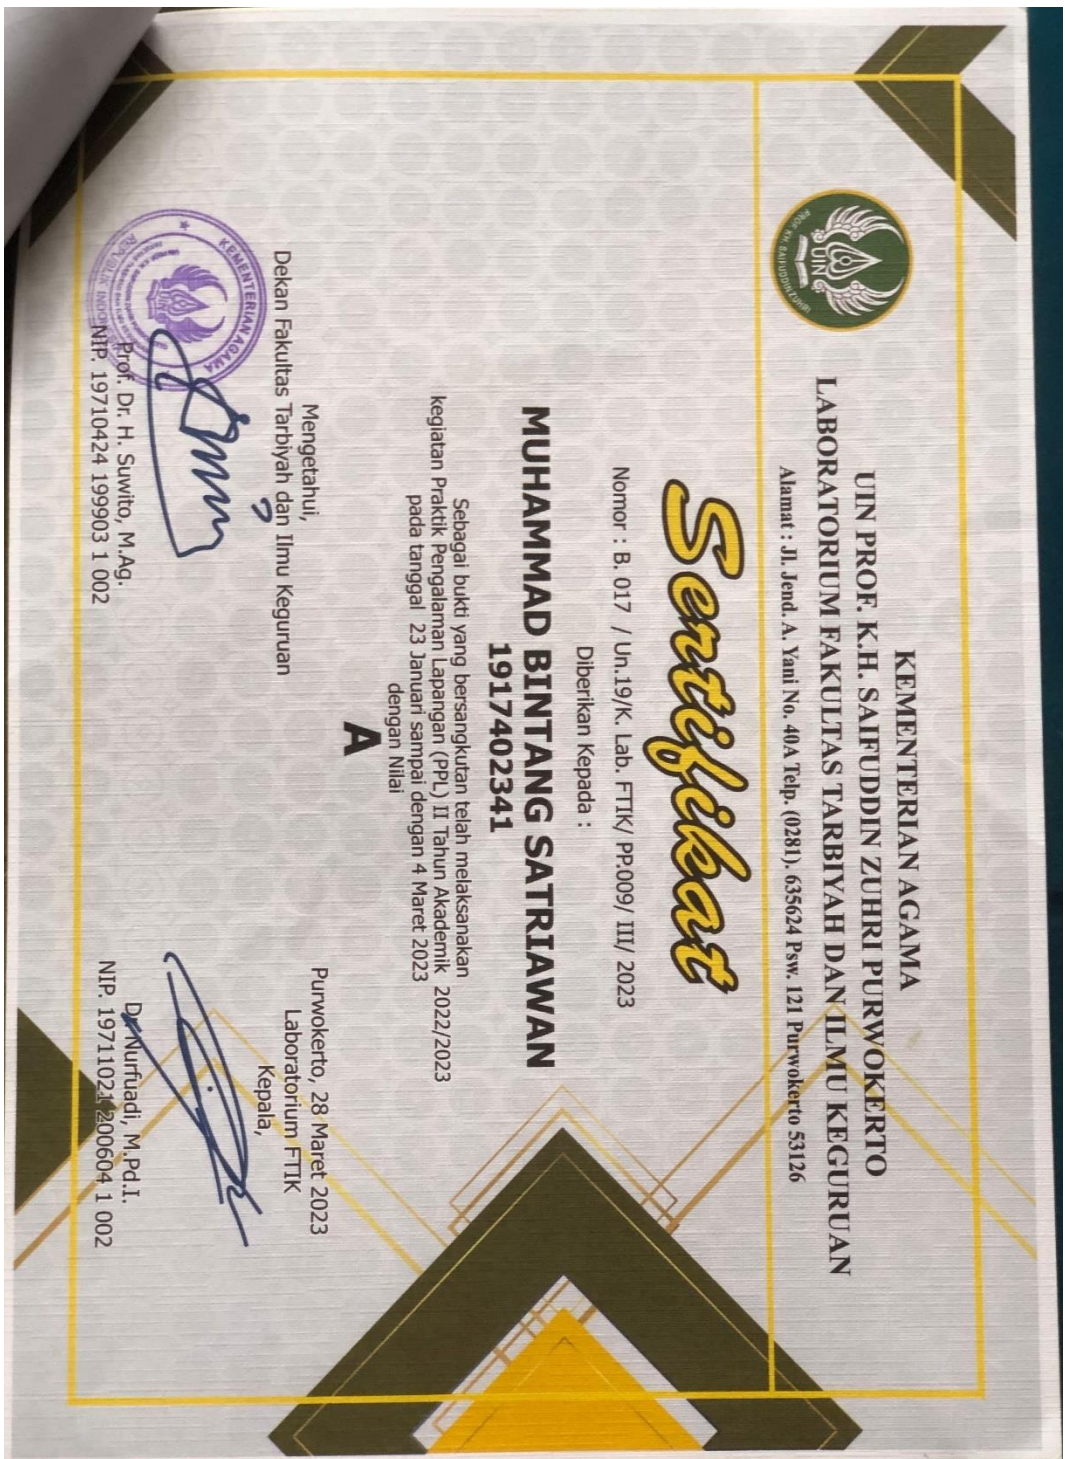 KEMENTERIAN AGAMA
UIN PROF. K.H. SAIFUDDIN ZUHRI PURWOKERTO
LABORATORIUM FAKULTAS TARBIYAH DAN ILMU KEGURUAN
Alamat : Jl. Jend. A. Yani No. 40A Telp. (0281). 635624 Psw. 121 Purwokerto 53126
UIN
PROF. K.H. SAIFUDDIN ZUHRI
Sertifikat
Nomor : B. 017 / Un.19/K. Lab. FTIK/ PP.009/ III/ 2023
Diberikan Kepada :
MUHAMMAD BINTANG SATRIAWAN
1917402341
Sebagai bukti yang bersangkutan telah melaksanakan
kegiatan Praktik Pengalaman Lapangan (PPL) II Tahun Akademik 2022/2023
pada tanggal 23 Januari sampai dengan 4 Maret 2023
dengan Nilai
A
Mengetahui,
Dekan Fakultas Tarbiyah dan Ilmu Keguruan
KEMENTERIAN AGAMA
REPUBLIK INDONESIA
Prof. Dr. H. Suwito, M.Ag.
NIP. 19710424 199903 1 002
Purwokerto, 28 Maret 2023
Laboratorium FTIK
Kepala,
Dr. Nurfuadi, M.Pd.I.
NIP. 19711021 200604 1 002